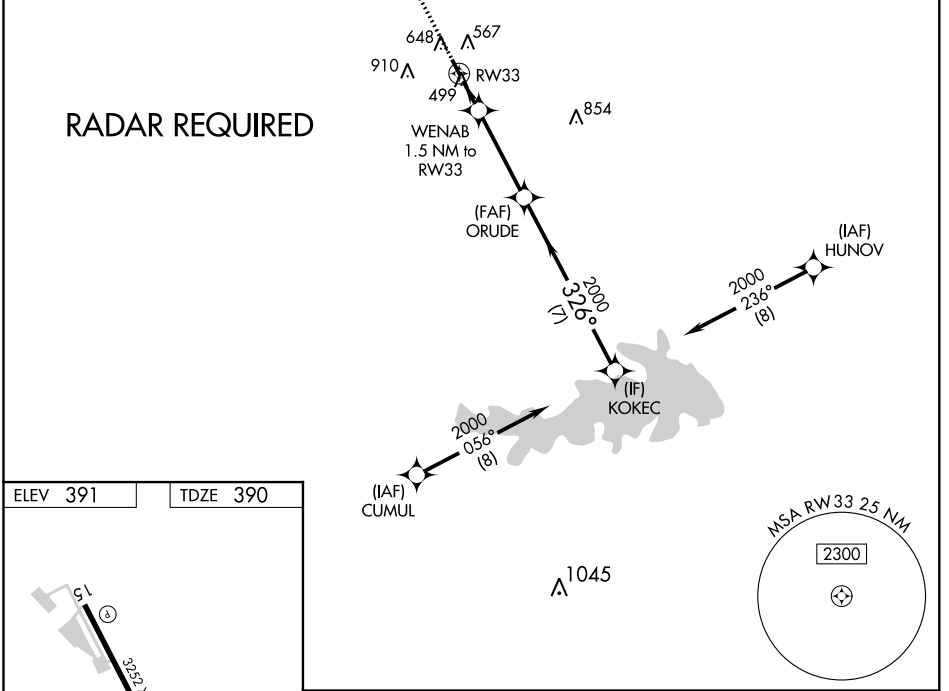 648
567
910
RW33
499
854
RADAR REQUIRED
WENAB
1.5 NM to
RW33
(FAF)
ORUDE
(IAF)
HUNOV
2000
236°
(8)
2000
326°
(7)
(IF)
KOKEC
2000
056°
(8)
(IAF)
CUMUL
ELEV 391
TDZE 390
MSA RW33 25 NM
2300
1045
15
P
3252